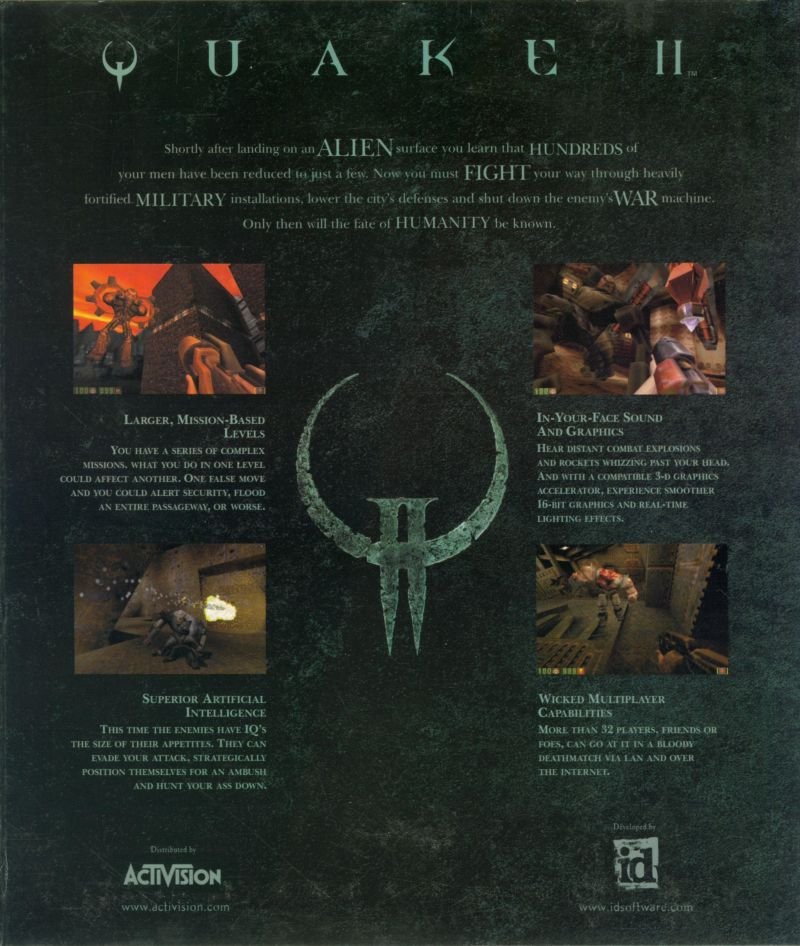 QUAKE II™
Shortly after landing on an ALIEN surface you learn that HUNDREDS of
your men have been reduced to just a few. Now you must FIGHT your way through heavily
fortified MILITARY installations, lower the city's defenses and shut down the enemy's WAR machine.
Only then will the fate of HUMANITY be known.
LARGER, MISSION-BASED
LEVELS
YOU HAVE A SERIES OF COMPLEX
MISSIONS. WHAT YOU DO IN ONE LEVEL
COULD AFFECT ANOTHER. ONE FALSE MOVE
AND YOU COULD ALERT SECURITY, FLOOD
AN ENTIRE PASSAGEWAY, OR WORSE.
IN-YOUR-FACE SOUND
AND GRAPHICS
HEAR DISTANT COMBAT EXPLOSIONS
AND ROCKETS WHIZZING PAST YOUR HEAD.
AND WITH A COMPATIBLE 3-D GRAPHICS
ACCELERATOR, EXPERIENCE SMOOTHER
16-BIT GRAPHICS AND REAL-TIME
LIGHTING EFFECTS.
SUPERIOR ARTIFICIAL
INTELLIGENCE
THIS TIME THE ENEMIES HAVE IQ'S
THE SIZE OF THEIR APPETITES. THEY CAN
EVADE YOUR ATTACK, STRATEGICALLY
POSITION THEMSELVES FOR AN AMBUSH
AND HUNT YOUR ASS DOWN.
WICKED MULTIPLAYER
CAPABILITIES
MORE THAN 32 PLAYERS, FRIENDS OR
FOES, CAN GO AT IT IN A BLOODY
DEATHMATCH VIA LAN AND OVER
THE INTERNET.
Distributed by
ACTIVISION
www.activision.com
Developed by
id
www.idsoftware.com